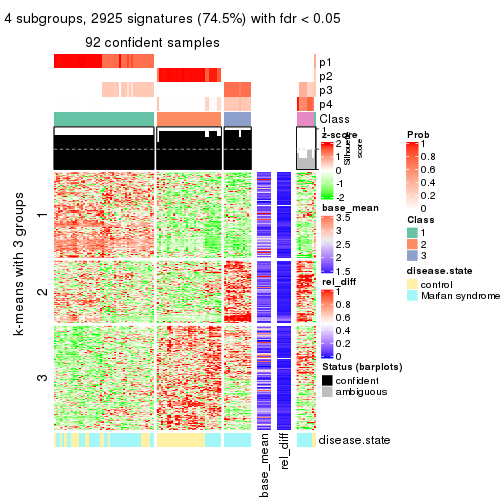 4 subgroups, 2925 signatures (74.5%) with fdr < 0.05
92 confident samples
p1
p2
p3
p4
Class
1
Silhouette
score
k-means with 3 groups
1
2
3
base_mean
rel_diff
disease.state
z-score
2
1
0
-1
-2
base_mean
3.5
3
2.5
2
1.5
rel_diff
1
0.8
0.6
0.4
0.2
0
Status (barplots)
confident
ambiguous
Prob
1
0.8
0.6
0.4
0.2
0
Class
1
2
3
disease.state
control
Marfan syndrome